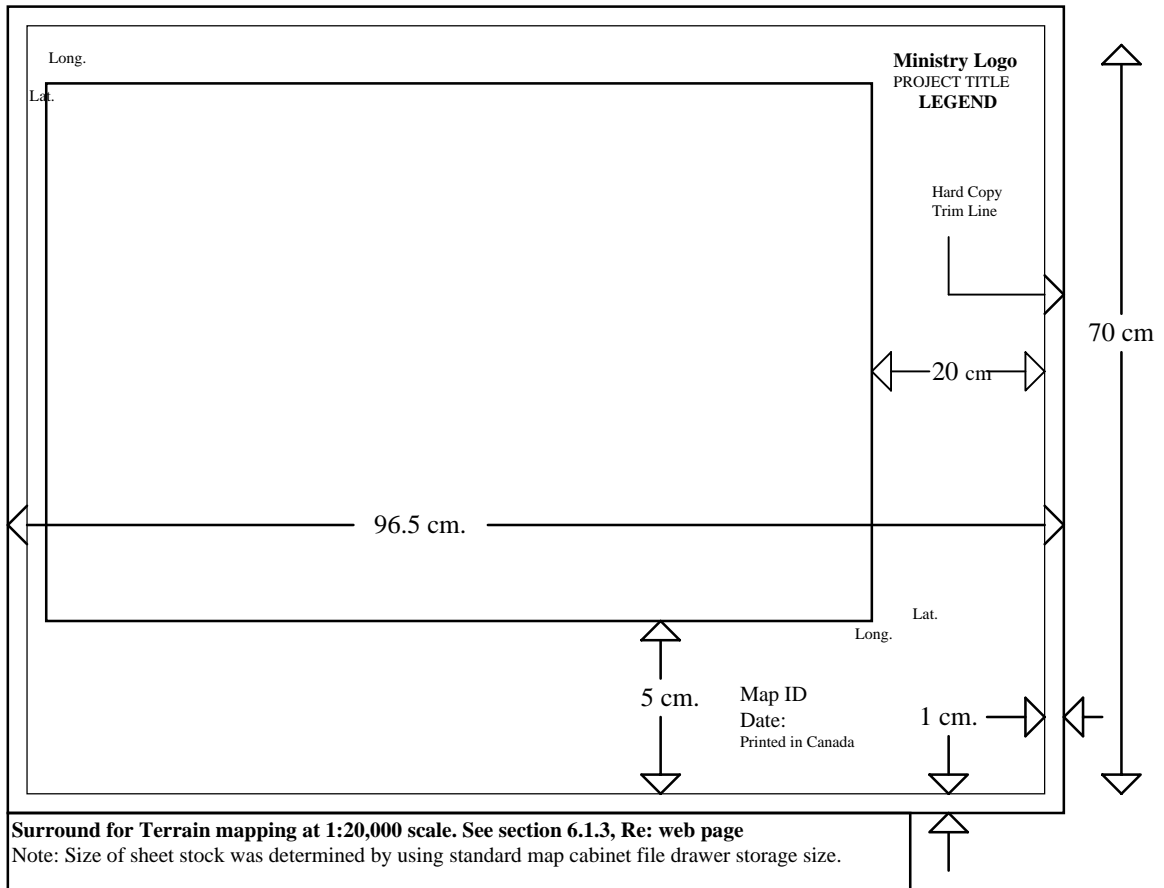 Long.
Ministry Logo
PROJECT TITLE
LEGEND
Lat.
Hard Copy
Trim Line
70 cm
20 cm
96.5 cm.
Lat.
Long.
5 cm.
Map ID
Date:
Printed in Canada
1 cm.
Surround for Terrain mapping at 1:20,000 scale. See section 6.1.3, Re: web page
Note: Size of sheet stock was determined by using standard map cabinet file drawer storage size.